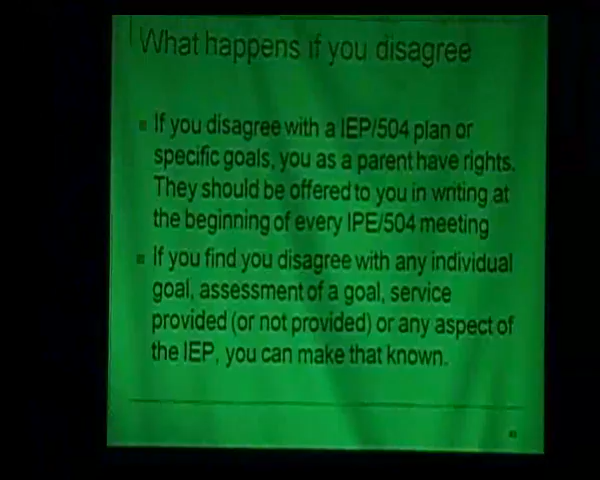 What happens if you disagree
If you disagree with a IEP/504 plan or
specific goals, you as a parent have rights.
They should be offered to you in writing at
the beginning of every IPE/504 meeting
If you find you disagree with any individual
goal, assessment of a goal, service
provided (or not provided) or any aspect of
the IEP, you can make that known.